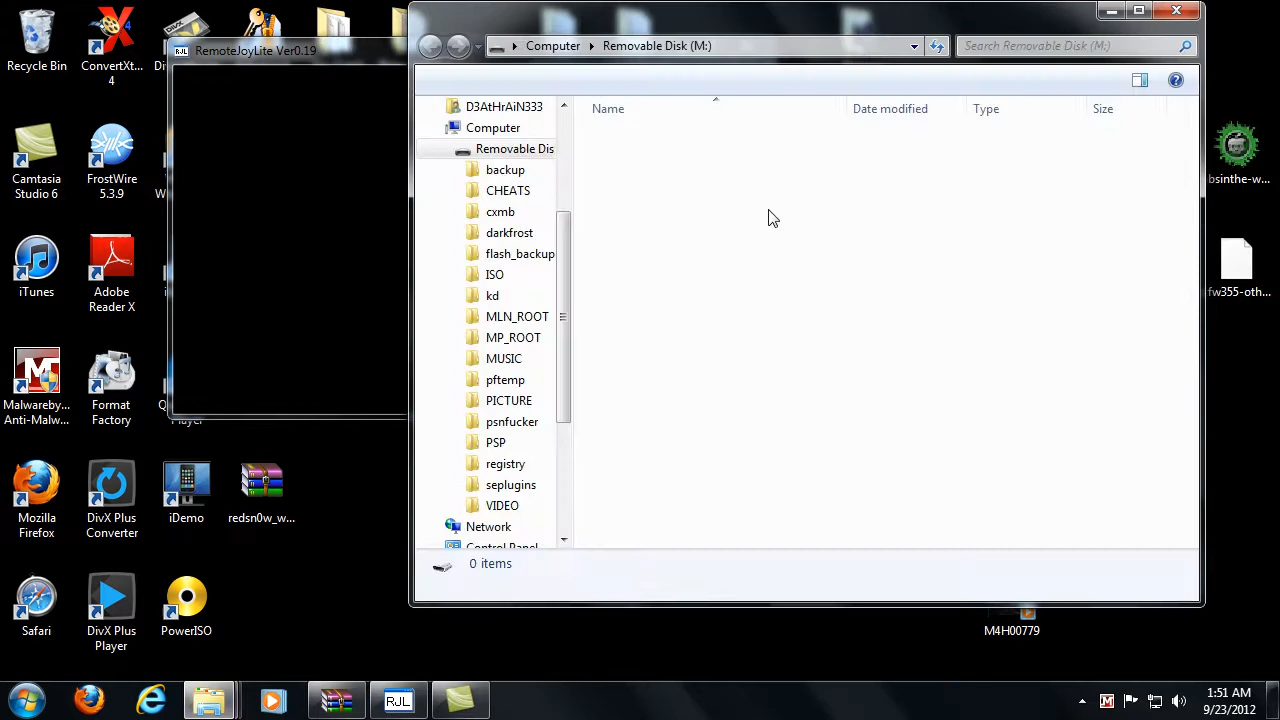 Recycle Bin
ConvertXt...
4
Camtasia
Studio 6
FrostWire
5.3.9
iTunes
Adobe
Reader X
Malwareby...
Anti-Malw...
Format
Factory
Player
Mozilla
Firefox
DivX Plus
Converter
iDemo
redsn0w_w...
Safari
DivX Plus
Player
PowerISO
RJL
RemoteJoyLite Ver0.19
Computer
Removable Disk (M:)
Search Removable Disk (M:)
Name
Date modified
Type
Size
D3AtHrAiN333
Computer
Removable Dis
backup
CHEATS
cxmb
darkfrost
flash_backup
ISO
kd
MLN_ROOT
MP_ROOT
MUSIC
pftemp
PICTURE
psnfucker
PSP
registry
seplugins
VIDEO
Network
Control Panel
0 items
bsinthe-w...
fw355-oth...
M4H00779
RJL
1:51 AM
9/23/2012